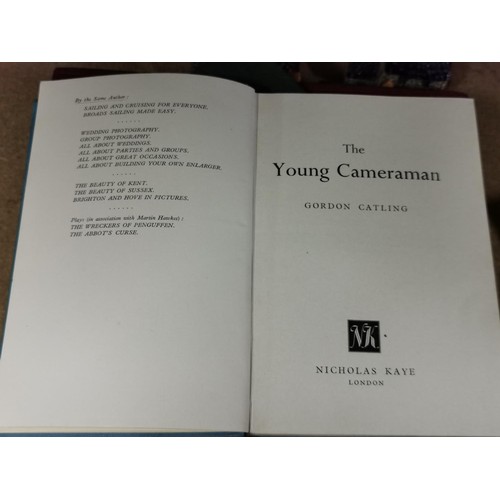 By the Same Author :
SAILING AND CRUISING FOR EVERYONE.
BROADS SAILING MADE EASY.
......
WEDDING PHOTOGRAPHY.
GROUP PHOTOGRAPHY.
ALL ABOUT WEDDINGS.
ALL ABOUT PARTIES AND GROUPS.
ALL ABOUT GREAT OCCASIONS.
ALL ABOUT BUILDING YOUR OWN ENLARGER.
......
THE BEAUTY OF KENT.
THE BEAUTY OF SUSSEX.
BRIGHTON AND HOVE IN PICTURES.
......
Plays (in association with Martin Hatcher) :
THE WRECKERS OF PENGUFFEN.
THE ABBOT'S CURSE.
The
Young Cameraman
GORDON CATLING
NK
NICHOLAS KAYE
LONDON